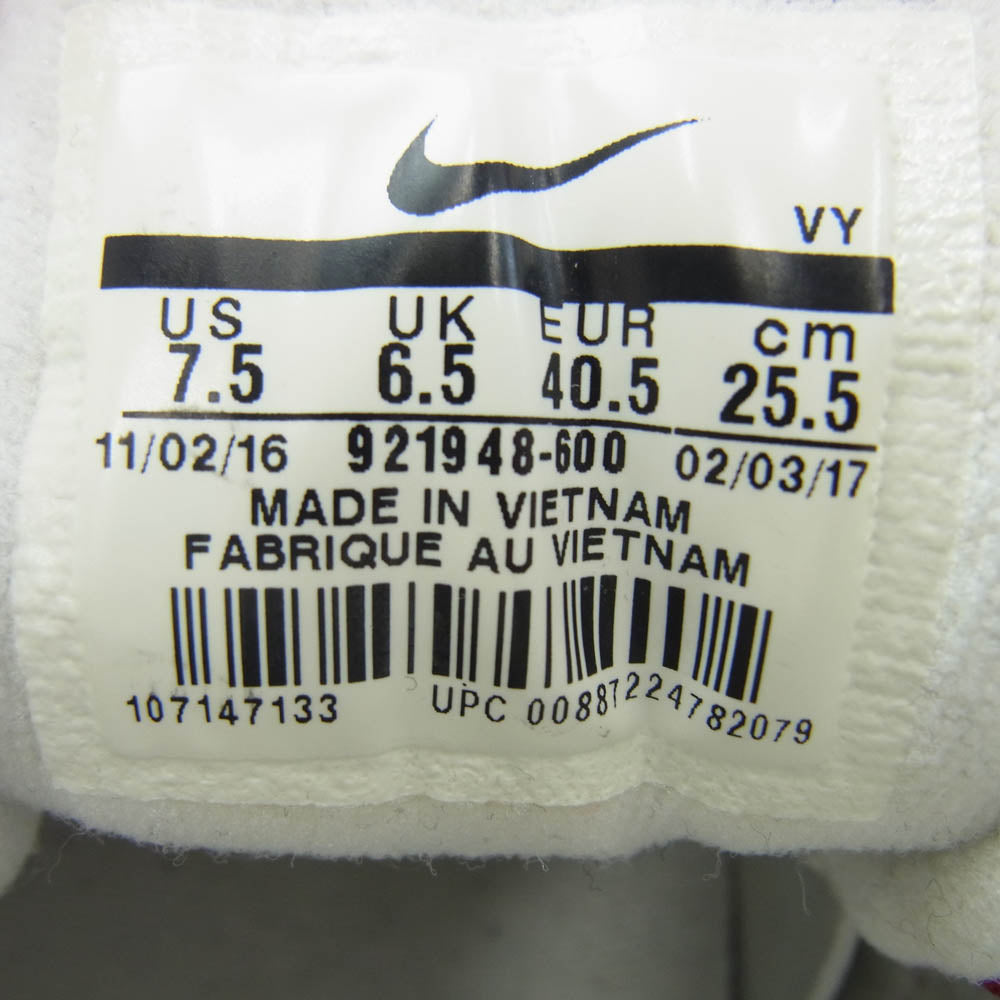 VY
US UK EUR cm
7.5 6.5 40.5 25.5
11/02/16 921948-600 02/03/17
MADE IN VIETNAM
FABRIQUE AU VIETNAM
107147133 UPC 00887224782079